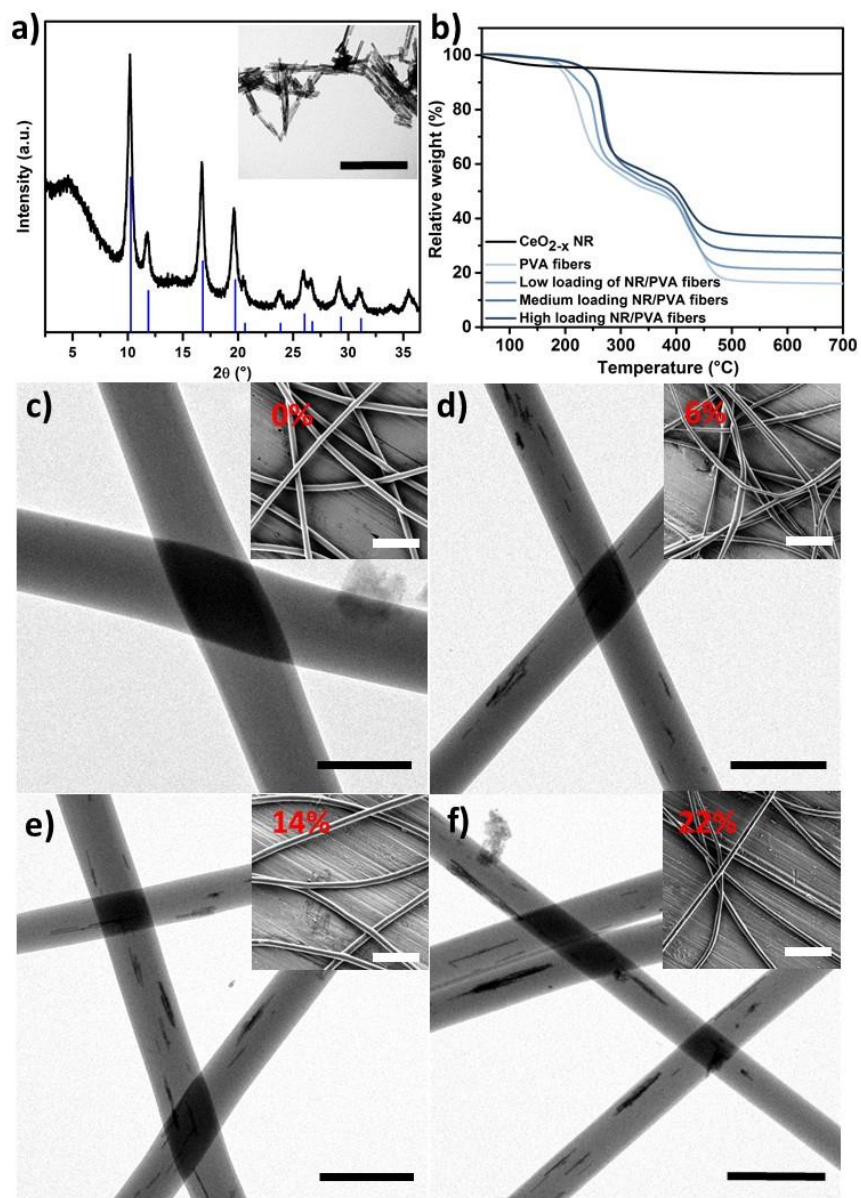 a)
Intensity (a.u.)
5
10
15
20
25
30
35
2θ (°)
b)
Relative weight (%)
100
80
60
40
20
0
CeO2-x NR
PVA fibers
Low loading of NR/PVA fibers
Medium loading NR/PVA fibers
High loading NR/PVA fibers
100
200
300
400
500
600
700
Temperature (°C)
c)
0%
d)
6%
e)
14%
f)
22%